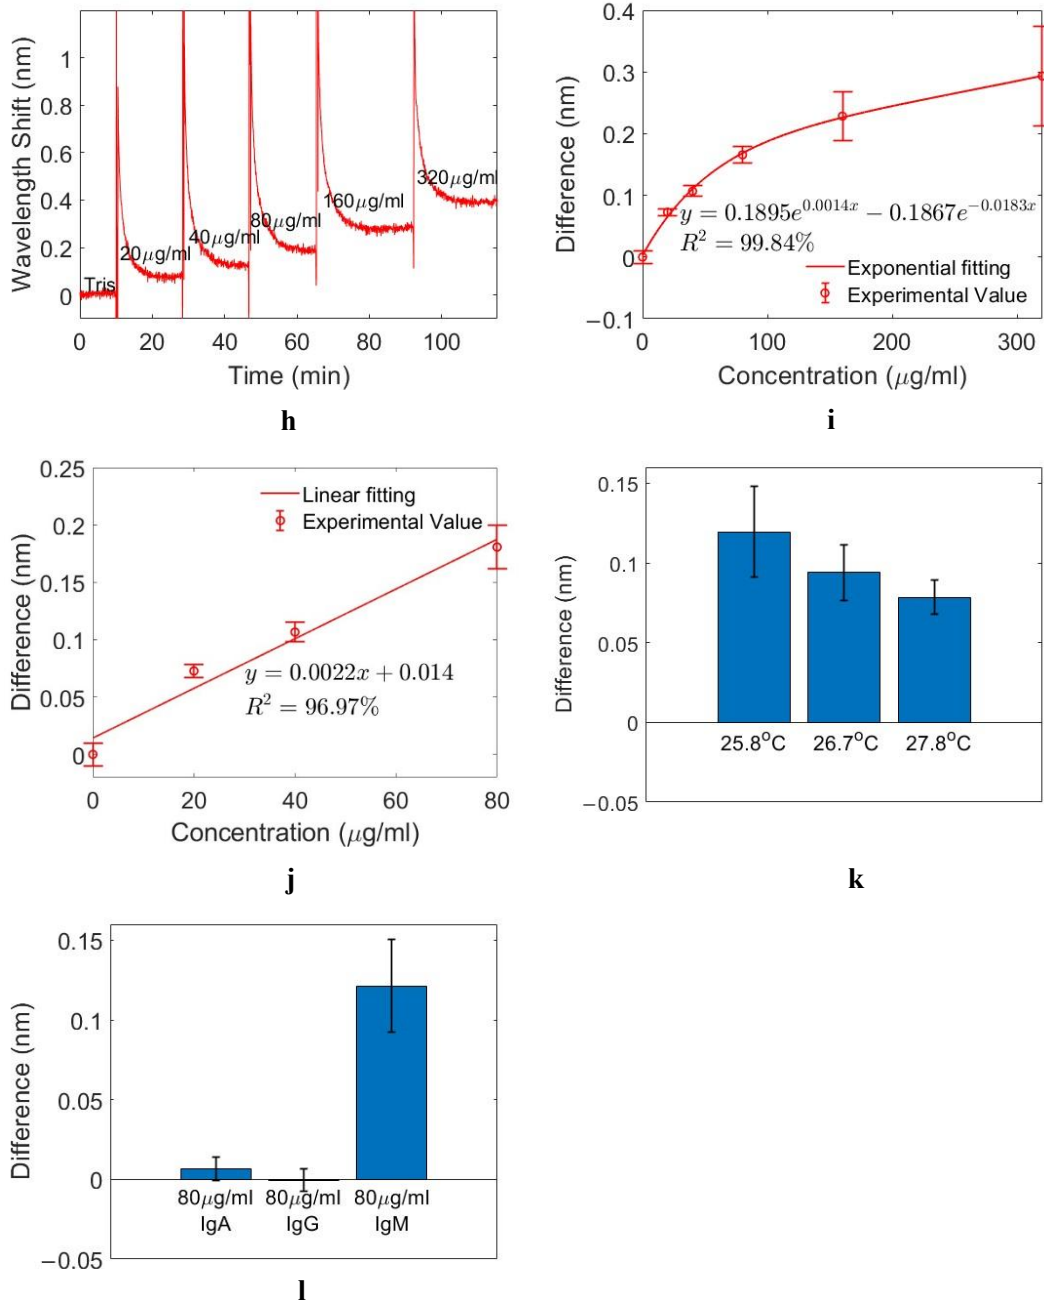 Wavelength Shift (nm)
1
0.8
0.6
0.4
0.2
0
Tris
20μg/ml
40μg/ml
80μg/ml
160μg/ml
320μg/ml
0 20 40 60 80 100
Time (min)
h
Difference (nm)
0.4
0.3
0.2
0.1
0
−0.1
y = 0.1895e^{0.0014x} − 0.1867e^{−0.0183x}
R² = 99.84%
Exponential fitting
Experimental Value
0 100 200 300
Concentration (μg/ml)
i
Difference (nm)
0.25
0.2
0.15
0.1
0.05
0
Linear fitting
Experimental Value
y = 0.0022x + 0.014
R² = 96.97%
0 20 40 60 80
Concentration (μg/ml)
j
Difference (nm)
0.15
0.1
0.05
0
−0.05
25.8°C 26.7°C 27.8°C
k
Difference (nm)
0.15
0.1
0.05
0
−0.05
80μg/ml 80μg/ml 80μg/ml
IgA IgG IgM
l